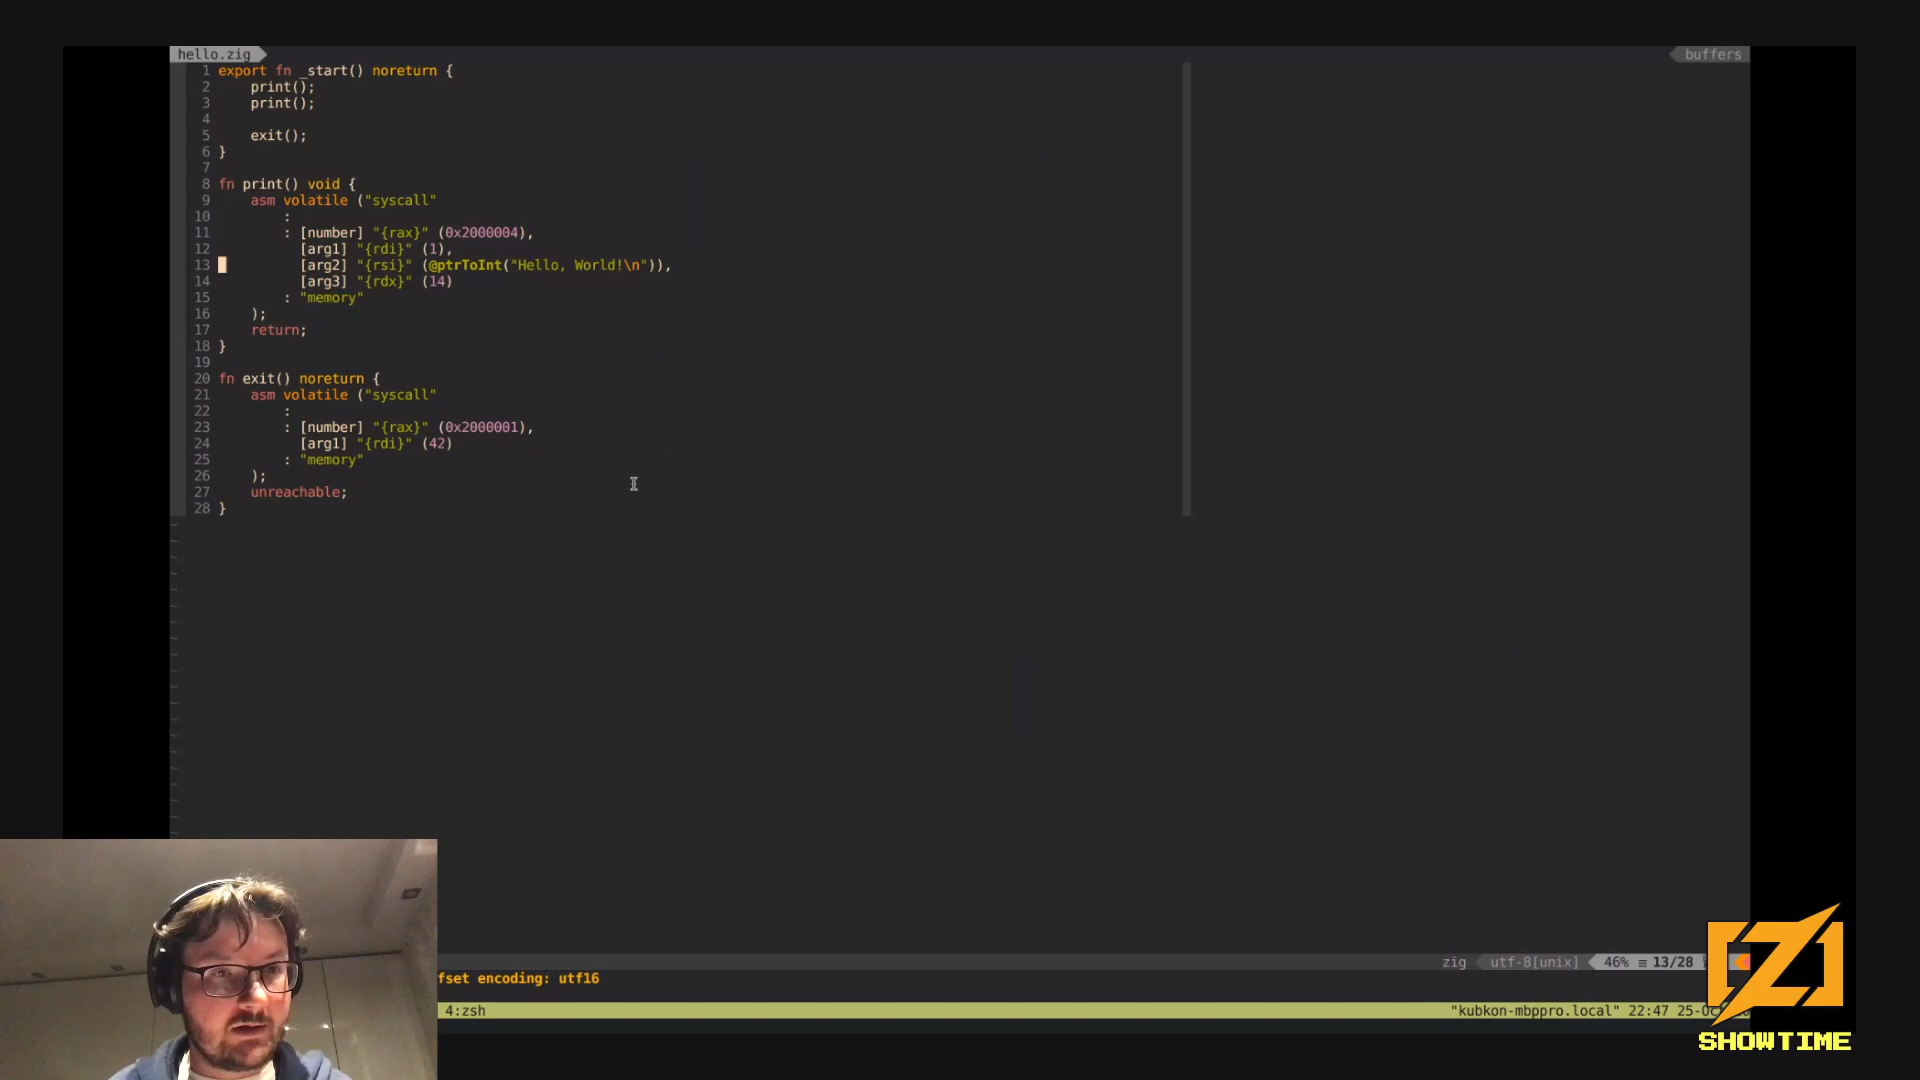 hello.zig buffers
1 export fn _start() noreturn {
2     print();
3     print();
4
5     exit();
6 }
7
8 fn print() void {
9     asm volatile ("syscall"
10         :
11         : [number] "{rax}" (0x2000004),
12           [arg1] "{rdi}" (1),
13           [arg2] "{rsi}" (@ptrToInt("Hello, World!\n")),
14           [arg3] "{rdx}" (14)
15         : "memory"
16     );
17     return;
18 }
19
20 fn exit() noreturn {
21     asm volatile ("syscall"
22         :
23         : [number] "{rax}" (0x2000001),
24           [arg1] "{rdi}" (42)
25         : "memory"
26     );
27     unreachable;
28 }
zig utf-8[unix] 46% ≡ 13/28
fset encoding: utf16
4:zsh "kubkon-mbppro.local" 22:47
SHOWTIME